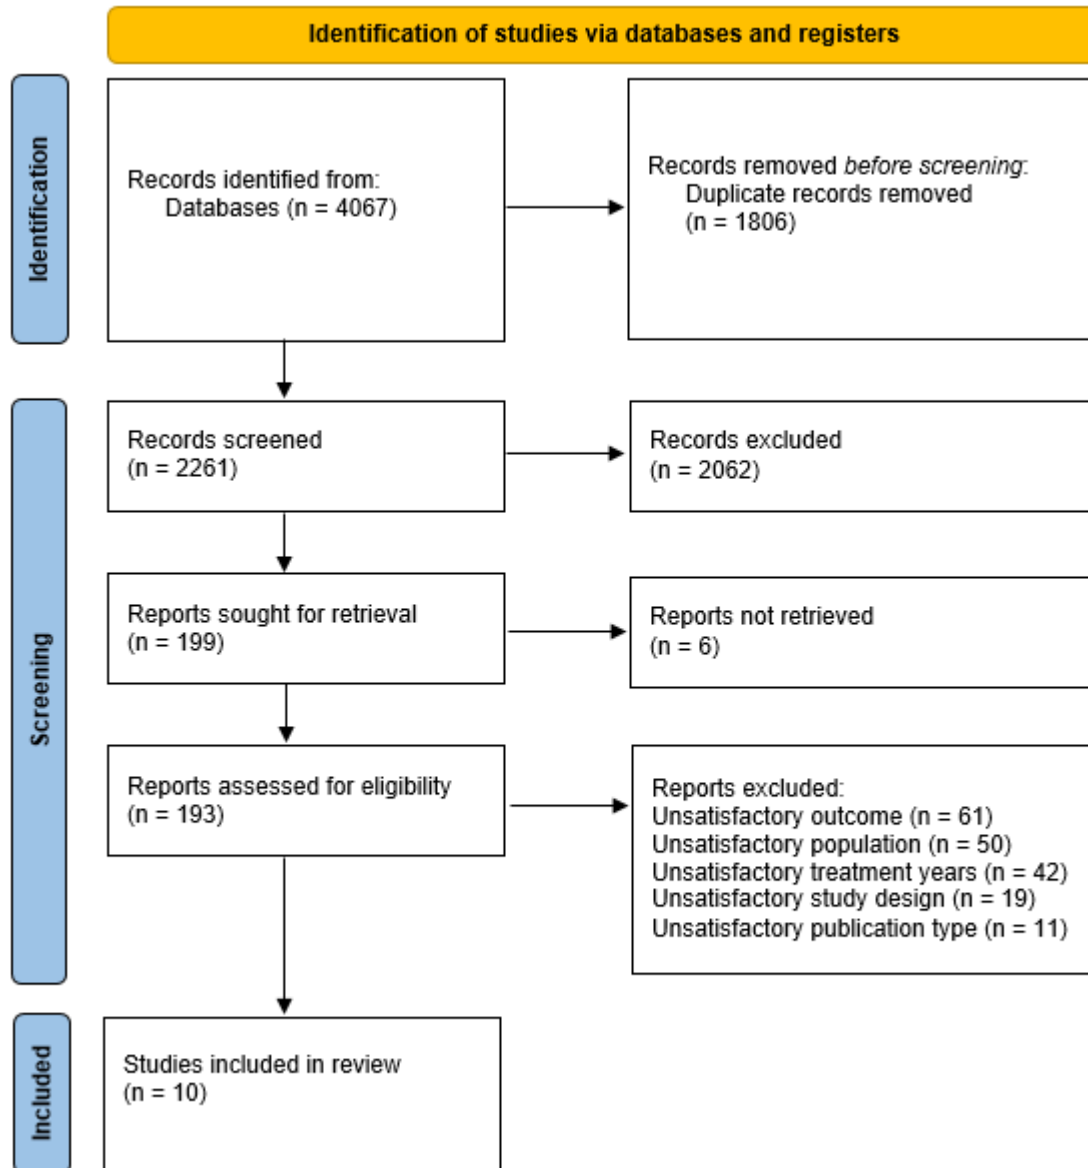 Identification of studies via databases and registers
Identification
Records identified from:
Databases (n = 4067)
Records removed before screening:
Duplicate records removed
(n = 1806)
Screening
Records screened
(n = 2261)
Records excluded
(n = 2062)
Reports sought for retrieval
(n = 199)
Reports not retrieved
(n = 6)
Reports assessed for eligibility
(n = 193)
Reports excluded:
Unsatisfactory outcome (n = 61)
Unsatisfactory population (n = 50)
Unsatisfactory treatment years (n = 42)
Unsatisfactory study design (n = 19)
Unsatisfactory publication type (n = 11)
Included
Studies included in review
(n = 10)